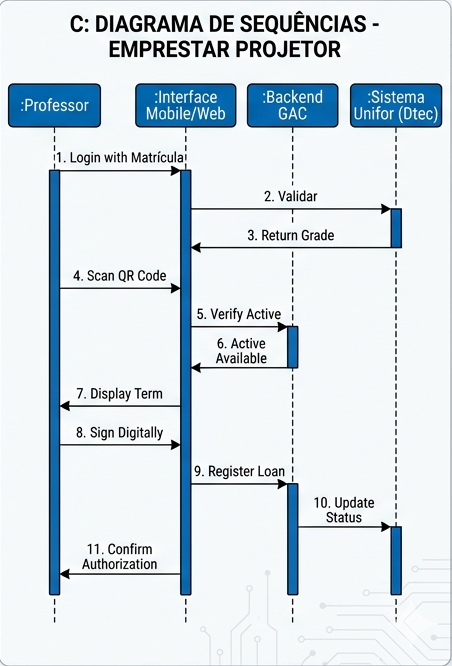 C: DIAGRAMA DE SEQUÊNCIAS -
EMPRESTAR PROJETOR
:Professor
:Interface
Mobile/Web
:Backend
GAC
:Sistema
Unifor (Dtec)
1. Login with Matrícula
2. Validar
3. Return Grade
4. Scan QR Code
5. Verify Active
6. Active
Available
7. Display Term
8. Sign Digitally
9. Register Loan
10. Update
Status
11. Confirm
Authorization